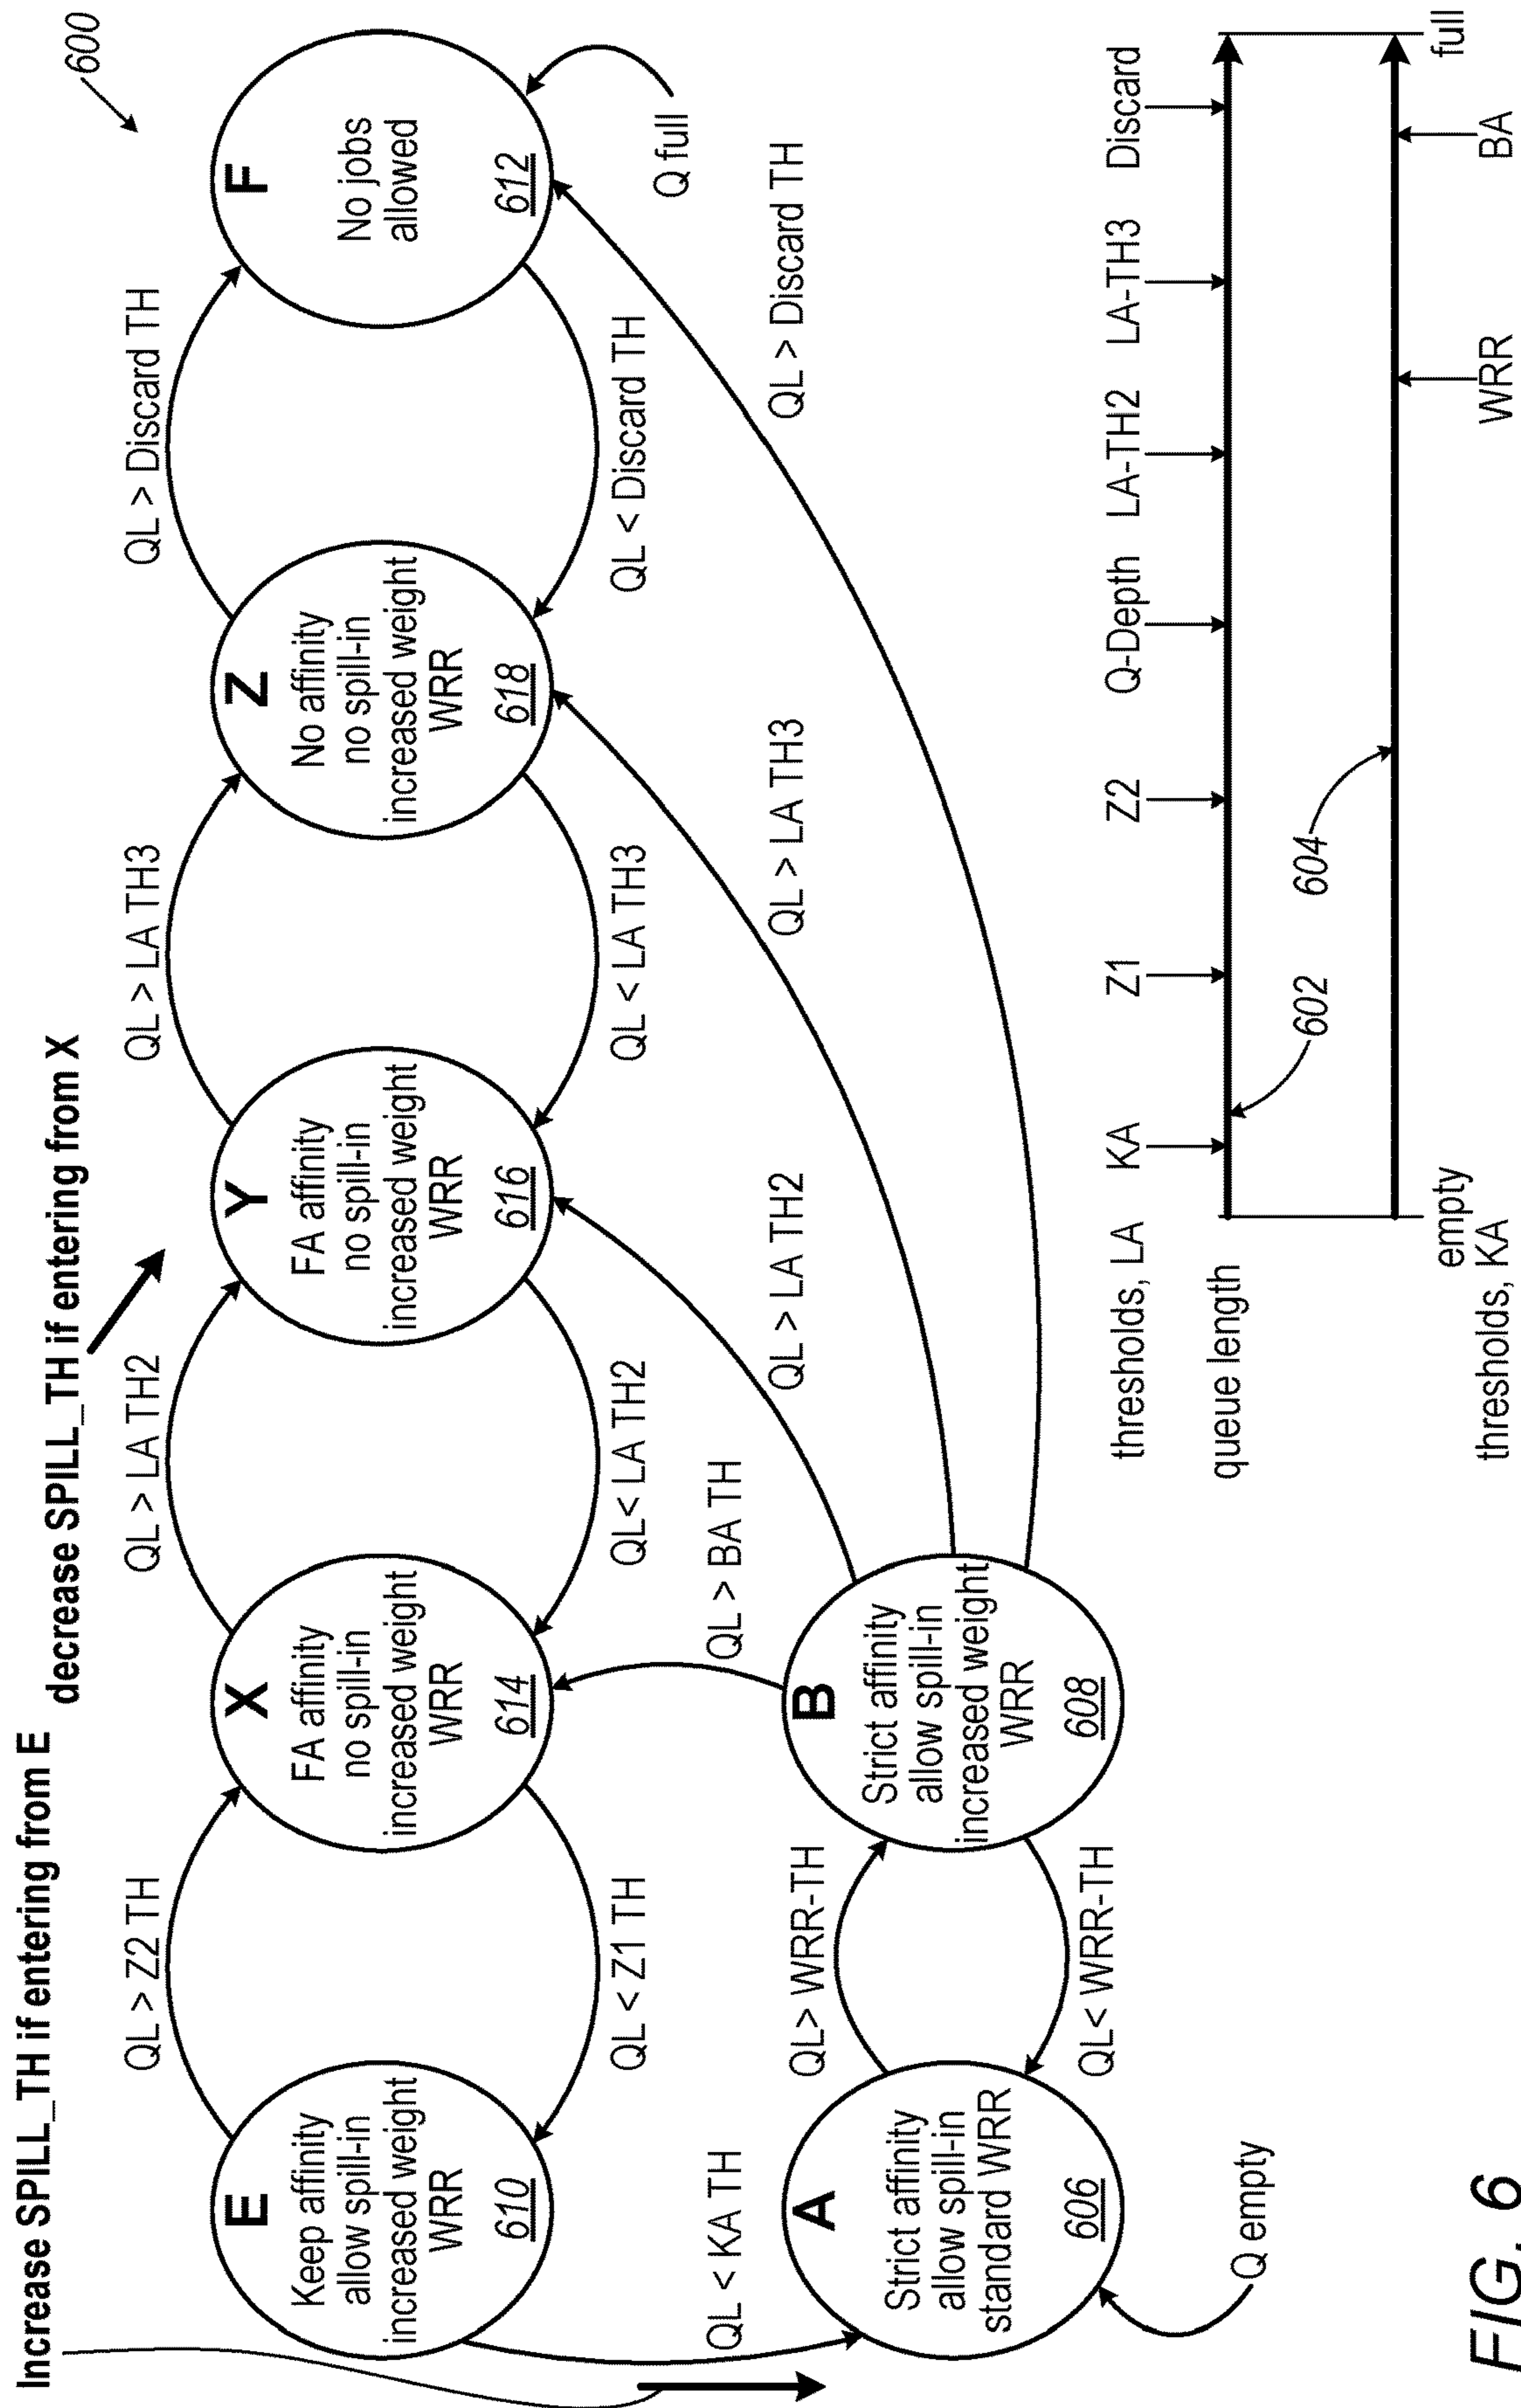 Increase SPILL_TH if entering from E
decrease SPILL_TH if entering from X
600
QL > Z2 TH
QL > LA TH2
QL > LA TH3
QL > Discard TH
E
Keep affinity
allow spill-in
increased weight
WRR
610
X
FA affinity
no spill-in
increased weight
WRR
614
Y
FA affinity
no spill-in
increased weight
WRR
616
Z
No affinity
no spill-in
increased weight
WRR
618
F
No jobs
allowed
612
QL < Z1 TH
QL< LA TH2
QL < LA TH3
QL < Discard TH
Q full
QL < KA TH
QL > BA TH
QL > LA TH2
QL > LA TH3
QL > Discard TH
QL> WRR-TH
A
Strict affinity
allow spill-in
standard WRR
606
B
Strict affinity
allow spill-in
increased weight
WRR
608
QL< WRR-TH
Q empty
thresholds, LA
KA
Z1
Z2
Q-Depth
LA-TH2
LA-TH3
Discard
queue length
602
604
empty
full
thresholds, KA
WRR
BA
FIG. 6